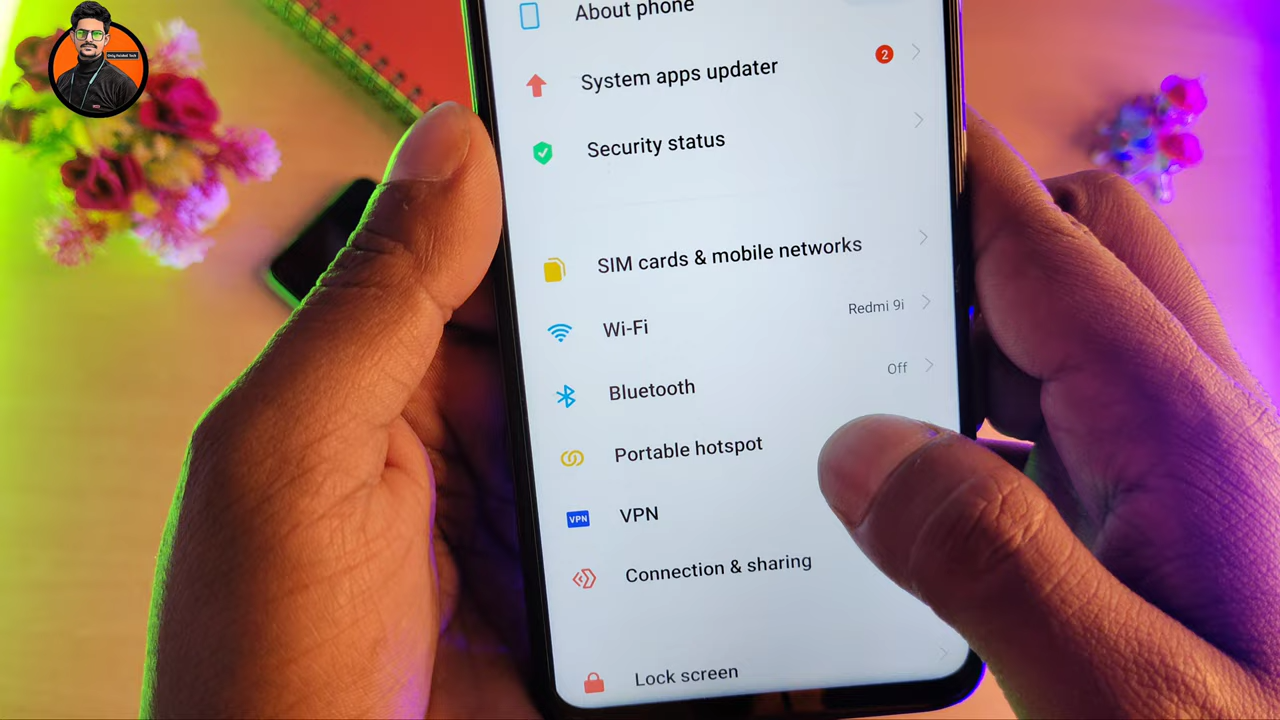 About phone
System apps updater
2
Security status
SIM cards & mobile networks
Wi-Fi
Redmi 9i
Bluetooth
Off
Portable hotspot
VPN
VPN
Connection & sharing
Lock screen